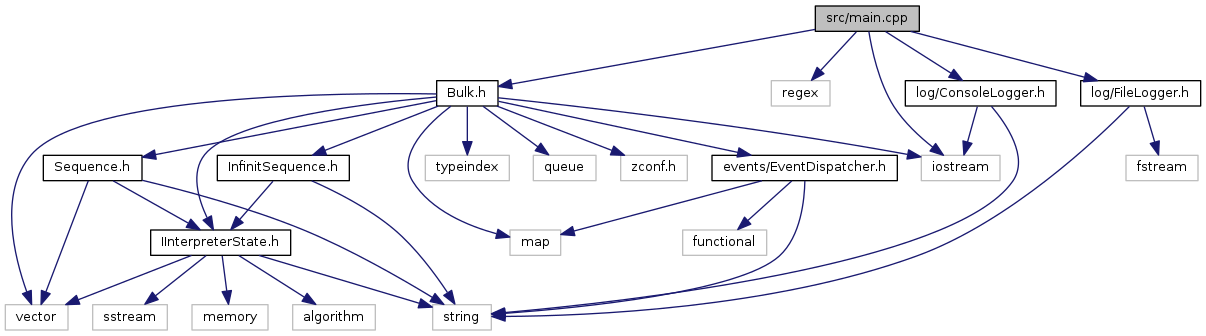 src/main.cpp
Bulk.h
regex
log/ConsoleLogger.h
log/FileLogger.h
Sequence.h
InfinitSequence.h
typeindex
queue
zconf.h
events/EventDispatcher.h
iostream
fstream
IInterpreterState.h
map
functional
vector
sstream
memory
algorithm
string